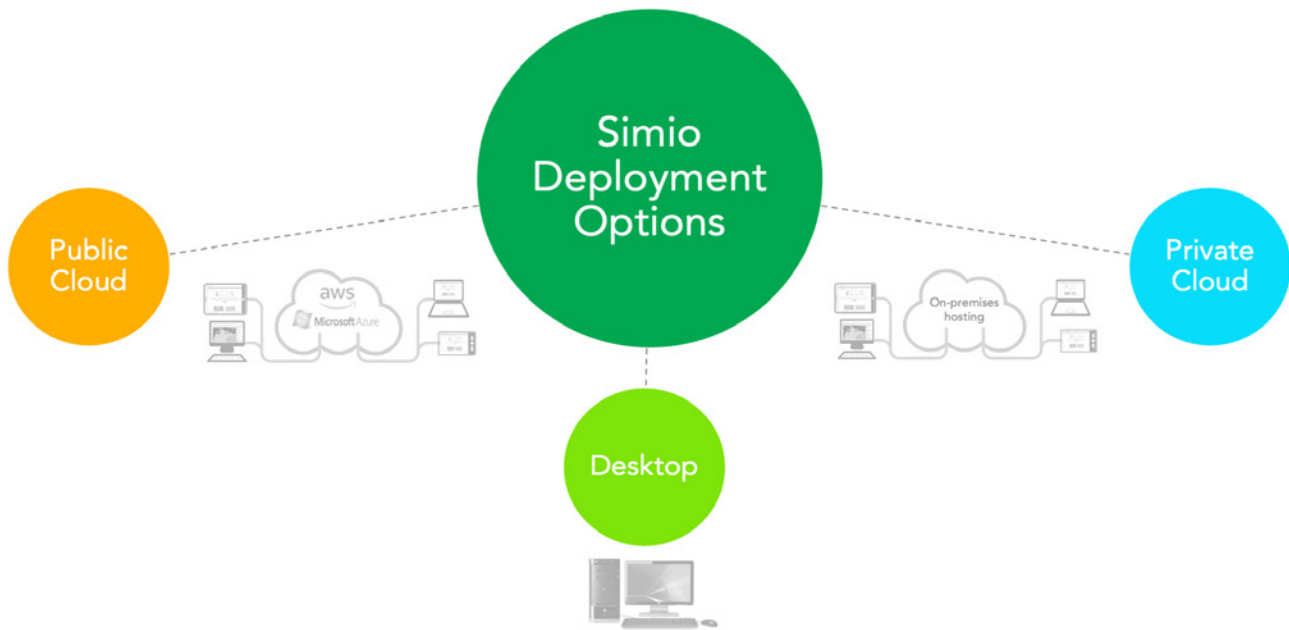 Simio
Deployment
Options
Public
Cloud
aws
Microsoft Azure
On-premises
hosting
Private
Cloud
Desktop